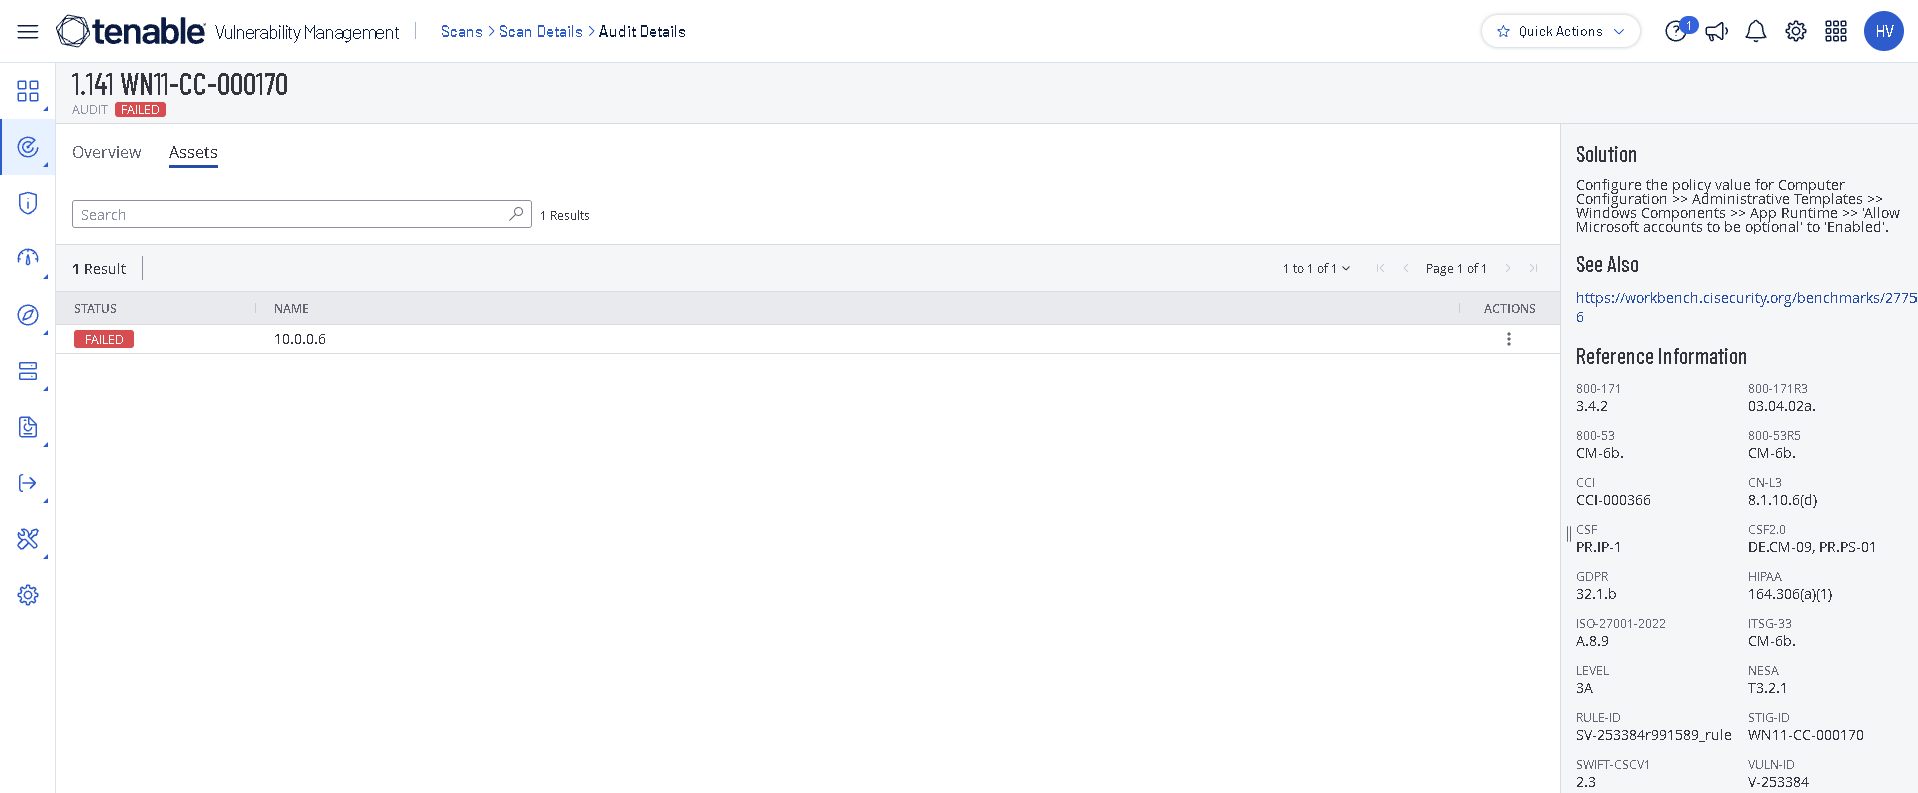 tenable Vulnerability Management
Scans > Scan Details > Audit Details
Quick Actions
1
HV
1.141 WN11-CC-000170
AUDIT FAILED
Overview Assets
Search
1 Results
1 Result
1 to 1 of 1
Page 1 of 1
STATUS NAME ACTIONS
FAILED 10.0.0.6
Solution
Configure the policy value for Computer
Configuration >> Administrative Templates >>
Windows Components >> App Runtime >> 'Allow
Microsoft accounts to be optional' to 'Enabled'.
See Also
https://workbench.cisecurity.org/benchmarks/2775
6
Reference Information
800-171 800-171R3
3.4.2 03.04.02a.
800-53 800-53R5
CM-6b. CM-6b.
CCI CN-L3
CCI-000366 8.1.10.6(d)
CSF CSF2.0
PR.IP-1 DE.CM-09, PR.PS-01
GDPR HIPAA
32.1.b 164.306(a)(1)
ISO-27001-2022 ITSG-33
A.8.9 CM-6b.
LEVEL NESA
3A T3.2.1
RULE-ID STIG-ID
SV-253384r991589_rule WN11-CC-000170
SWIFT-CSCV1 VULN-ID
2.3 V-253384